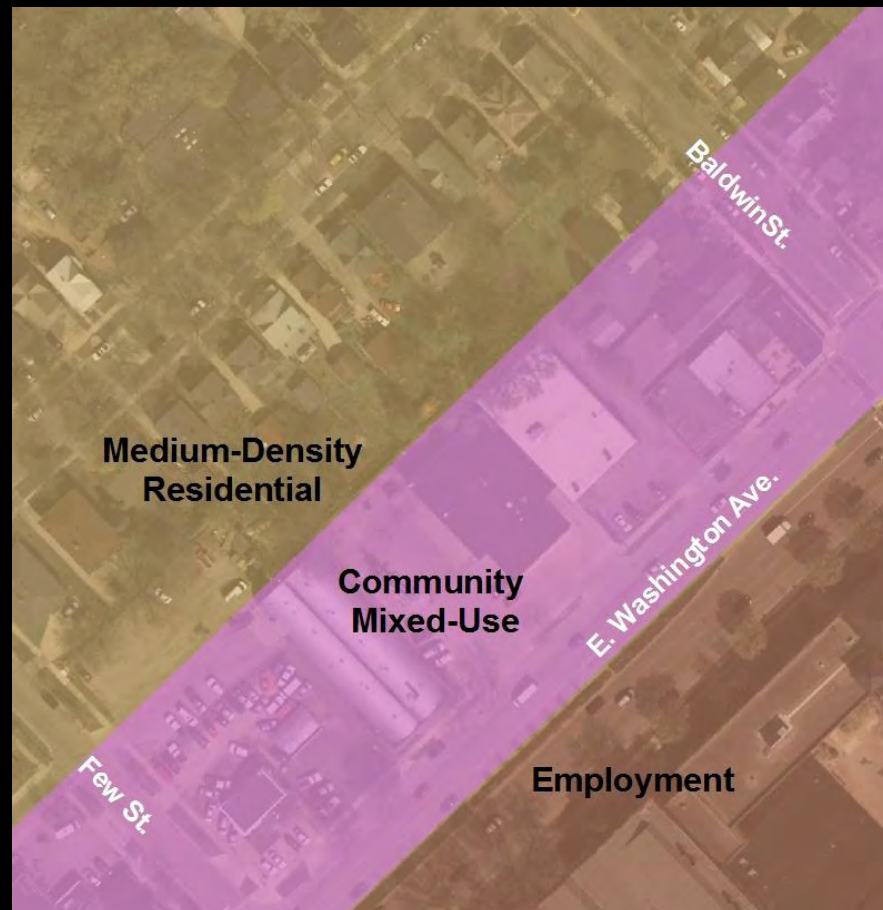 BaldwinSt.
Medium-Density
Residential
E. Washington Ave.
Community
Mixed-Use
Few St.
Employment